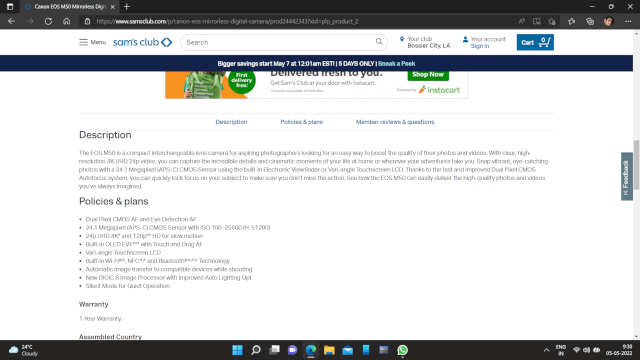 Canon EOS M50 Mirrorless Digita
https://www.samsclub.com/p/canon-eos-mirrorless-digital-camera/prod24442343?xid=plp_product_2
Menu
sam's club
Search
Your club
Bossier City, LA
Your account
Sign in
Cart
0
Bigger savings start May 7 at 12:01am EST! | 5 DAYS ONLY | Sneak a Peek
First
delivery
free!
Delivered fresh to you.
Get Sam's Club at your door with Instacart.
Shop Now
Powered by instacart
Description
Policies & plans
Member reviews & questions
Description
The EOS M50 is a compact interchangeable lens camera for aspiring photographers looking for an easy way to boost the quality of their photos and videos. With clear, high-
resolution 4K UHD 24p video, you can capture the incredible details and cinematic moments of your life at home or wherever your adventures take you. Snap vibrant, eye-catching
photos with a 24.1 Megapixel (APS-C) CMOS Sensor using the built-in Electronic Viewfinder or Vari-angle Touchscreen LCD. Thanks to the fast and improved Dual Pixel CMOS
Autofocus system, you can quickly lock focus on your subject to make sure you don't miss the action. See how the EOS M50 can easily deliver the high-quality photos and videos
you've always imagined.
Feedback
Policies & plans
Dual Pixel CMOS AF and Eye Detection AF
24.1 Megapixel (APS-C) CMOS Sensor with ISO 100-25600 (H: 51200)
24p UHD 4K* and 120p** HD for slow motion
Built-in OLED EVF*** with Touch and Drag AF
Vari-angle Touchscreen LCD
Built-in Wi-Fi^, NFC^^ and Bluetooth^^^ Technology
Automatic image transfer to compatible devices while shooting
New DIGIC 8 Image Processor with Improved Auto Lighting Opt
Silent Mode for Quiet Operation
Warranty
1-Year Warranty.
Assembled Country
24°C
Cloudy
ENG
IN
9:30
05-05-2022